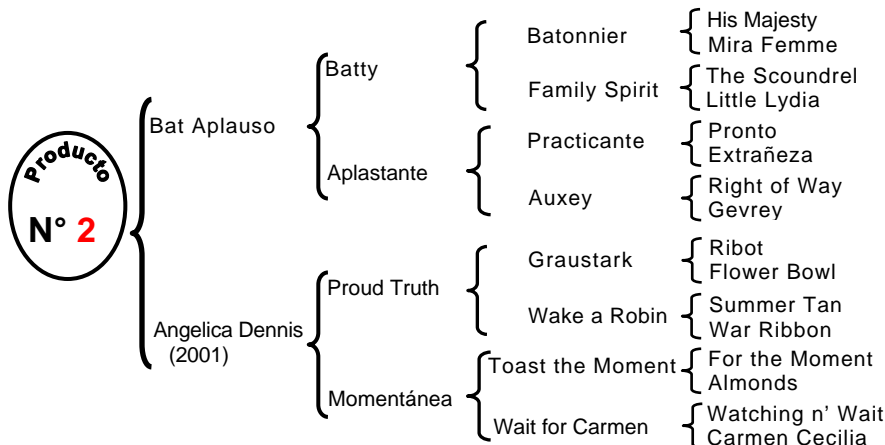 Producto
N° 2
Bat Aplauso
Angelica Dennis
(2001)
Batty
Aplastante
Proud Truth
Momentánea
Batonnier
Family Spirit
Practicante
Auxey
Graustark
Wake a Robin
Toast the Moment
Wait for Carmen
His Majesty
Mira Femme
The Scoundrel
Little Lydia
Pronto
Extrañeza
Right of Way
Gevrey
Ribot
Flower Bowl
Summer Tan
War Ribbon
For the Moment
Almonds
Watching n' Wait
Carmen Cecilia